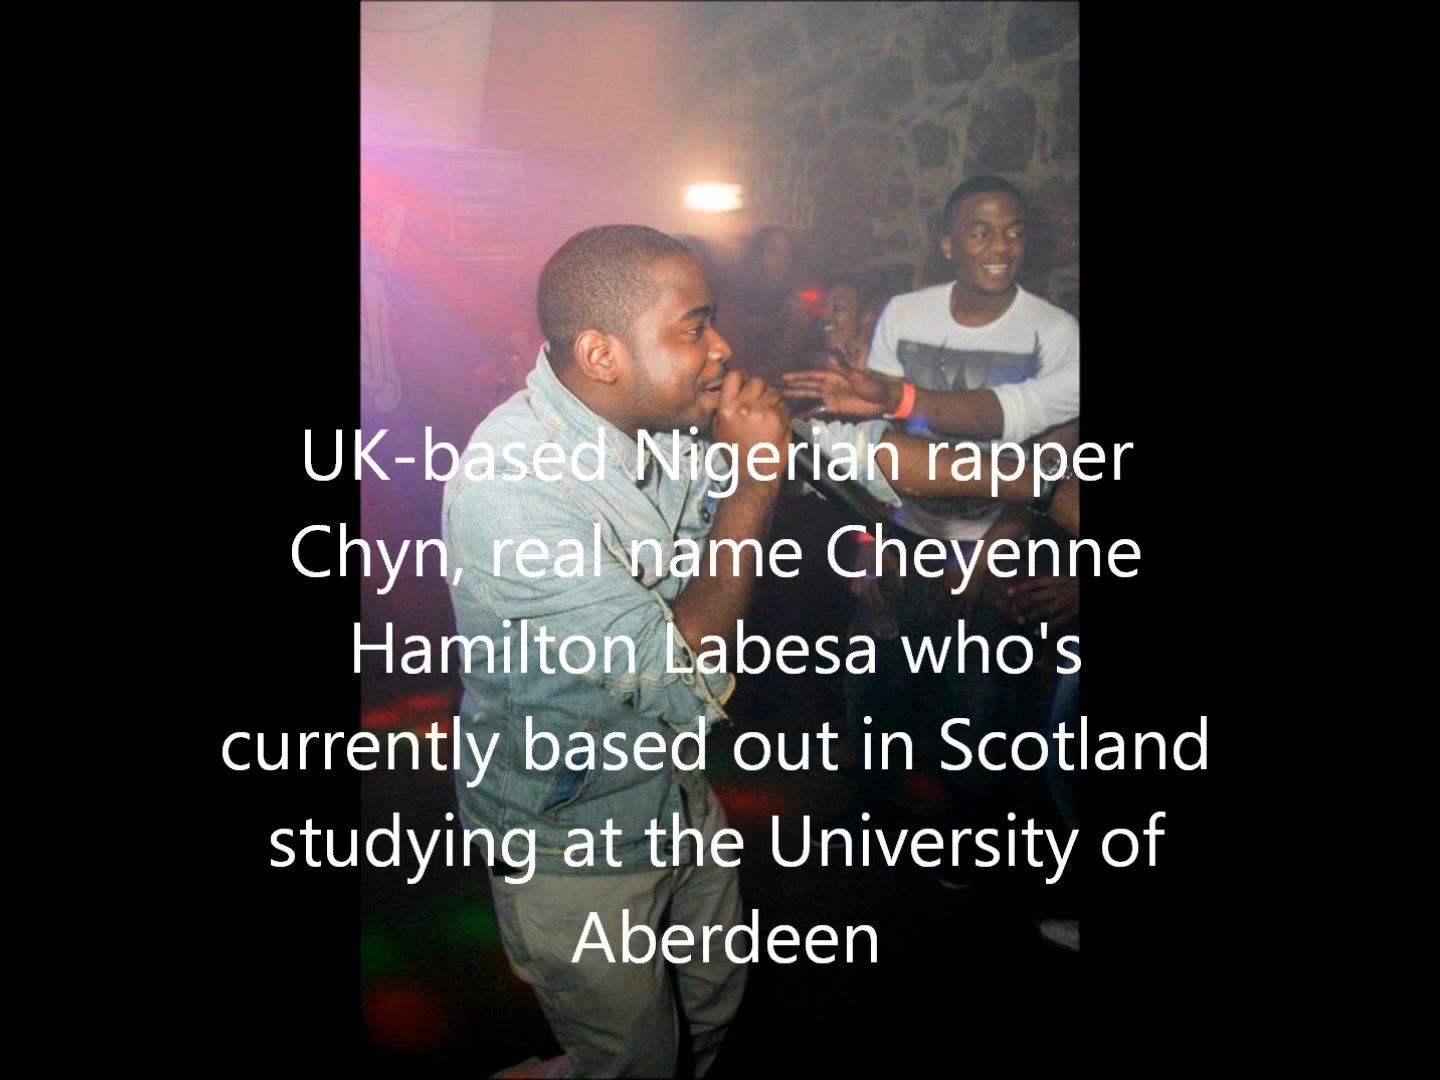 UK-based Nigerian rapper
Chyn, real name Cheyenne
Hamilton Labesa who's
currently based out in Scotland
studying at the University of
Aberdeen